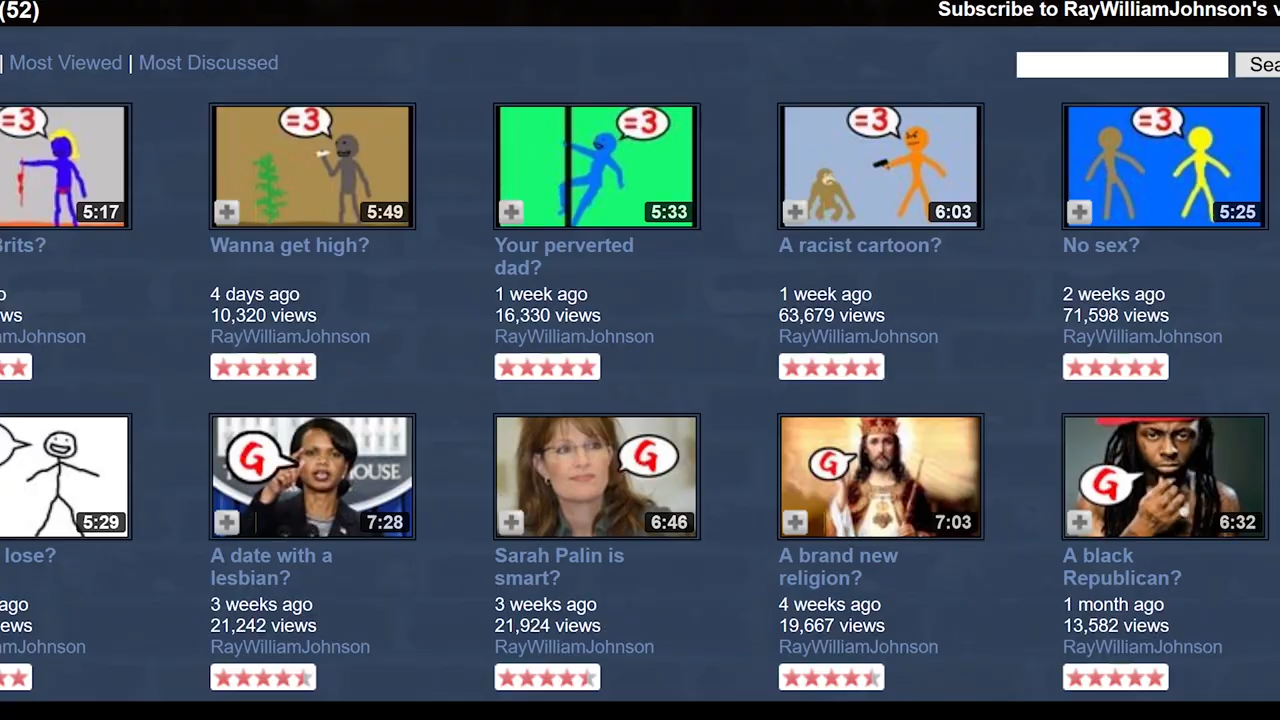 (52)
Subscribe to RayWilliamJohnson's v
| Most Viewed | Most Discussed
Sea
=3 =3 =3 =3 =3
5:17 5:49 5:33 6:03 5:25
Brits? Wanna get high? Your perverted A racist cartoon? No sex?
dad?
4 days ago 1 week ago 1 week ago 2 weeks ago
ws 10,320 views 16,330 views 63,679 views 71,598 views
mJohnson RayWilliamJohnson RayWilliamJohnson RayWilliamJohnson RayWilliamJohnson
G G G G
HOUSE
5:29 7:28 6:46 7:03 6:32
lose? A date with a Sarah Palin is A brand new A black
lesbian? smart? religion? Republican?
ago 3 weeks ago 3 weeks ago 4 weeks ago 1 month ago
ews 21,242 views 21,924 views 19,667 views 13,582 views
mJohnson RayWilliamJohnson RayWilliamJohnson RayWilliamJohnson RayWilliamJohnson